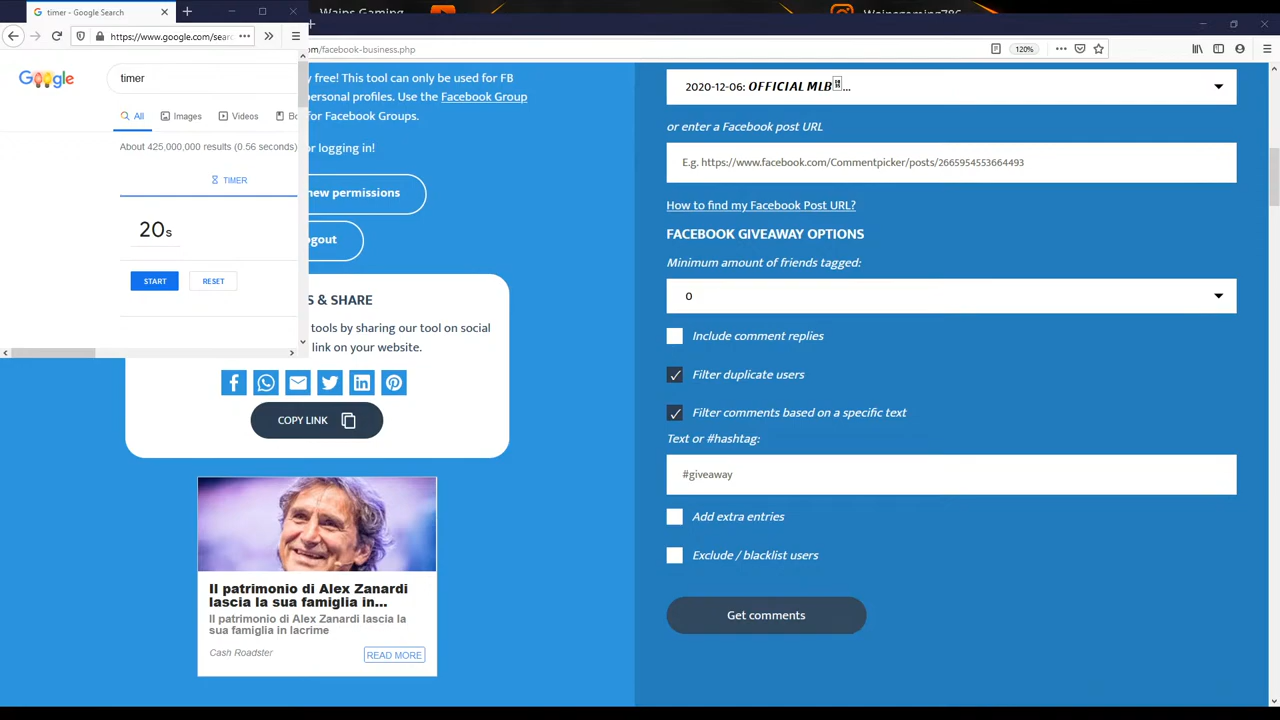 Wains Gaming
Wainsgaming786
timer - Google Search
https://www.google.com/sear
om/facebook-business.php
120%
Google
timer
All
Images
Videos
Bo
About 425,000,000 results (0.56 seconds)
TIMER
20s
START
RESET
y free! This tool can only be used for FB
personal profiles. Use the Facebook Group
for Facebook Groups.
or logging in!
new permissions
ogout
S & SHARE
tools by sharing our tool on social
link on your website.
COPY LINK
Il patrimonio di Alex Zanardi
lascia la sua famiglia in...
Il patrimonio di Alex Zanardi lascia la
sua famiglia in lacrime
Cash Roadster
READ MORE
2020-12-06: OFFICIAL MLB...
or enter a Facebook post URL
E.g. https://www.facebook.com/Commentpicker/posts/2665954553664493
How to find my Facebook Post URL?
FACEBOOK GIVEAWAY OPTIONS
Minimum amount of friends tagged:
0
Include comment replies
Filter duplicate users
Filter comments based on a specific text
Text or #hashtag:
#giveaway
Add extra entries
Exclude / blacklist users
Get comments